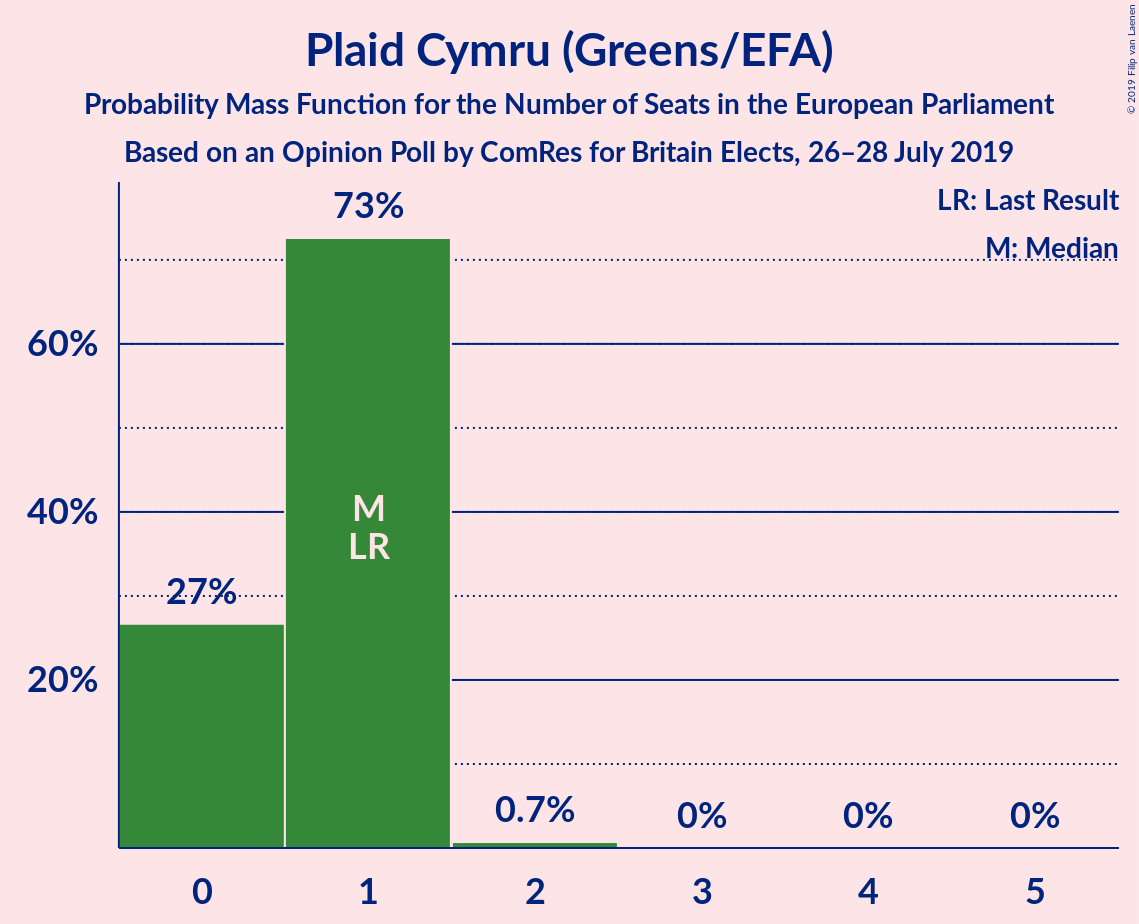 Plaid Cymru (Greens/EFA)
Probability Mass Function for the Number of Seats in the European Parliament
Based on an Opinion Poll by ComRes for Britain Elects, 26–28 July 2019
© 2019 Filip van Laenen
LR: Last Result
M: Median
73%
60%
40%
20%
M
LR
27%
0.7%
0%
0%
0%
0
1
2
3
4
5